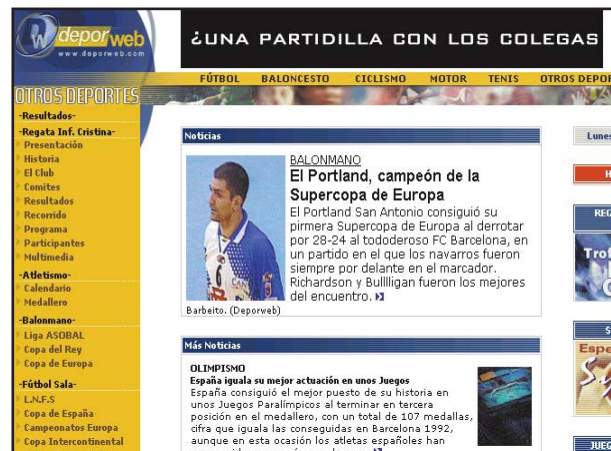 deporweb
www.deporweb.com
¿UNA PARTIDILLA CON LOS COLEGAS
FÚTBOL BALONCESTO CICLISMO MOTOR TENIS OTROS DEPOR
OTROS DEPORTES
-Resultados-
-Regata Inf. Cristina-
Presentación
Historia
El Club
Comites
Resultados
Recorrido
Programa
Participantes
Multimedia
-Atletismo-
Calendario
Medallero
-Balonmano-
Liga ASOBAL
Copa del Rey
Copa de Europa
-Fútbol Sala-
L.N.F.S
Copa de España
Campeonatos Europa
Copa Intercontinental
Noticias
BALONMANO
El Portland, campeón de la
Supercopa de Europa
El Portland San Antonio consiguió su
pirmera Supercopa de Europa al derrotar
por 28-24 al tododeroso FC Barcelona, en
un partido en el que los navarros fueron
siempre por delante en el marcador.
Richardson y Bulllligan fueron los mejores
del encuentro.
Barbeito. (Deporweb)
Más Noticias
OLIMPISMO
España iguala su mejor actuación en unos Juegos
España consiguió el mejor puesto de su historia en
unos Juegos Paralímpicos al terminar en tercera
posición en el medallero, con un total de 107 medallas,
cifra que iguala las conseguidas en Barcelona 1992,
aunque en esta ocasión los atletas españoles han
Lunes
H
REG
Trof
C
S
Espe
S
JUEG